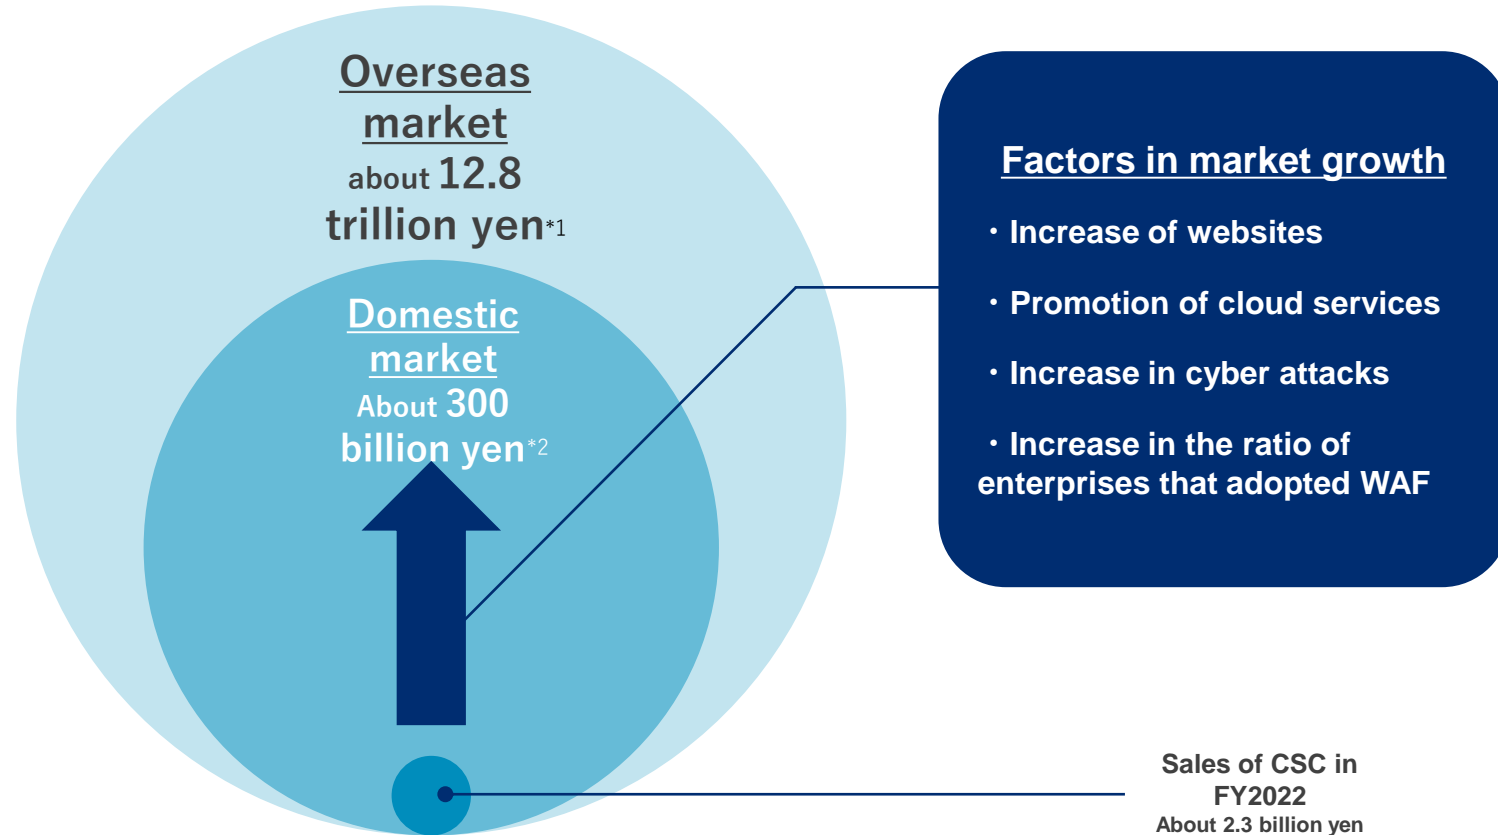 Overseas
market
about 12.8
trillion yen*1
Domestic
market
About 300
billion yen*2
Factors in market growth
・Increase of websites
・Promotion of cloud services
・Increase in cyber attacks
・Increase in the ratio of
enterprises that adopted WAF
Sales of CSC in
FY2022
About 2.3 billion yen